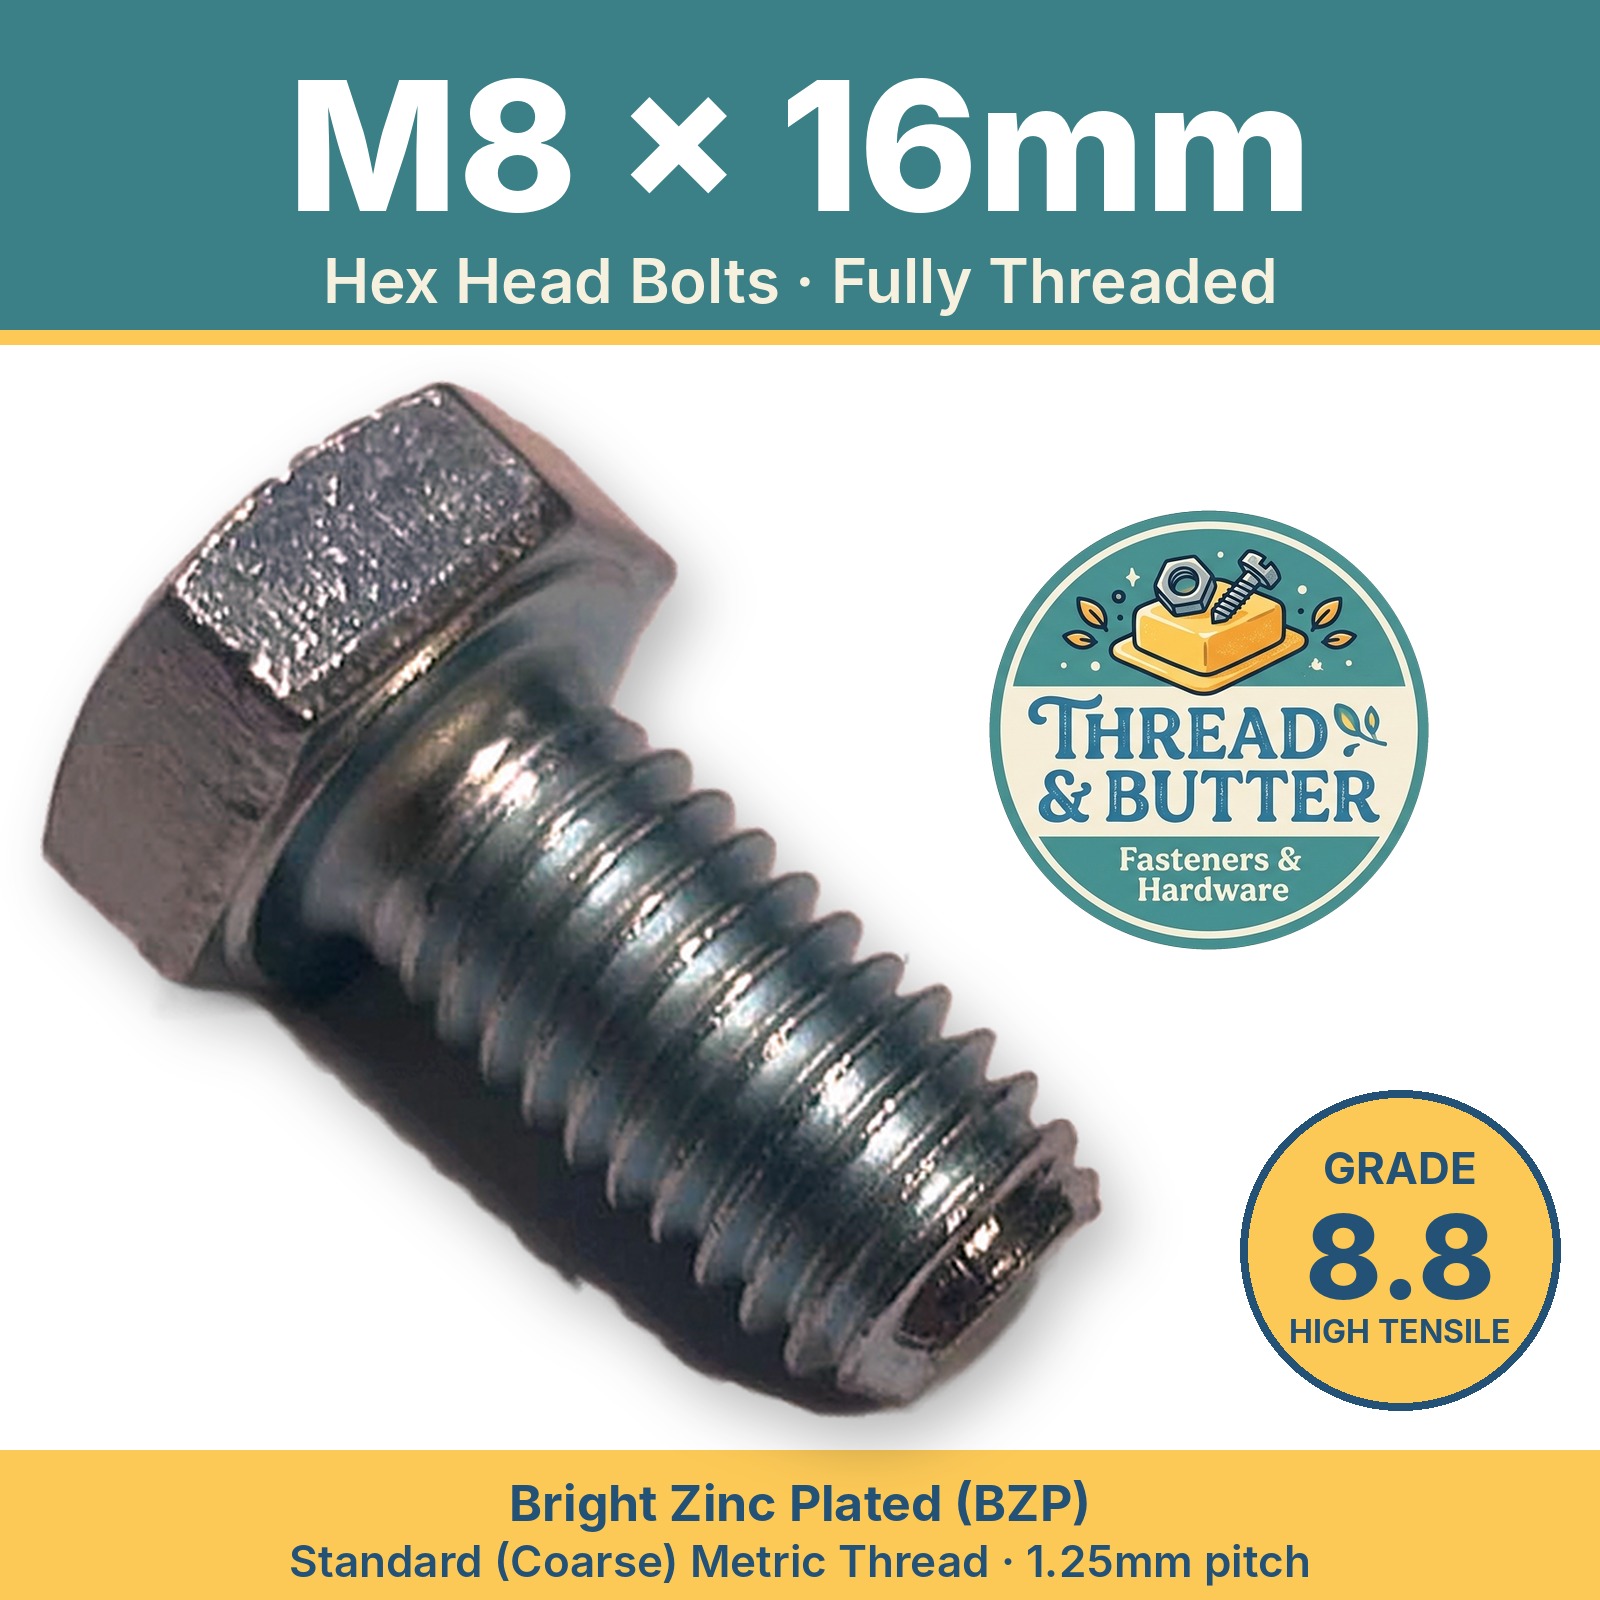 M8 × 16mm
Hex Head Bolts · Fully Threaded
THREAD
& BUTTER
Fasteners &
Hardware
GRADE
8.8
HIGH TENSILE
Bright Zinc Plated (BZP)
Standard (Coarse) Metric Thread · 1.25mm pitch